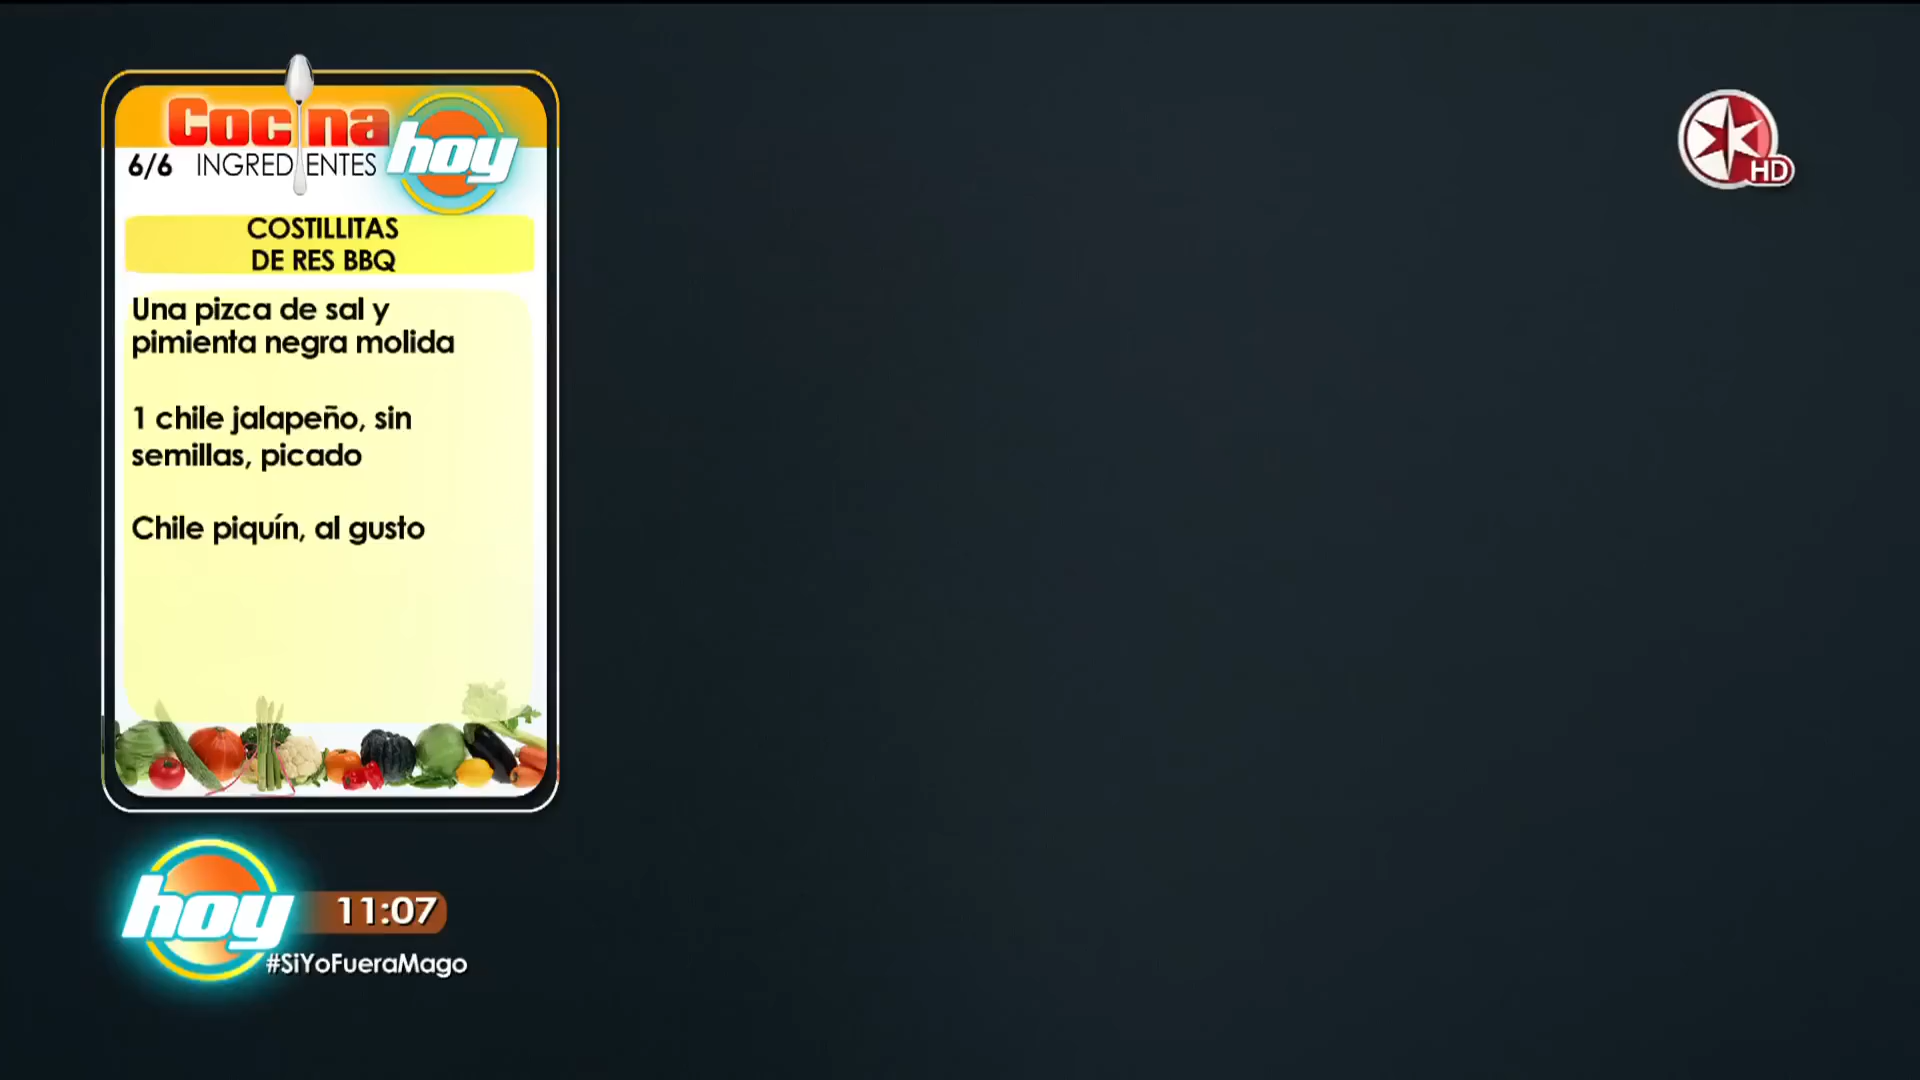 Cocina
hoy
6/6 INGREDIENTES
COSTILLITAS
DE RES BBQ
Una pizca de sal y
pimienta negra molida
1 chile jalapeño, sin
semillas, picado
Chile piquín, al gusto
HD
hoy
11:07
#SiYoFueraMago